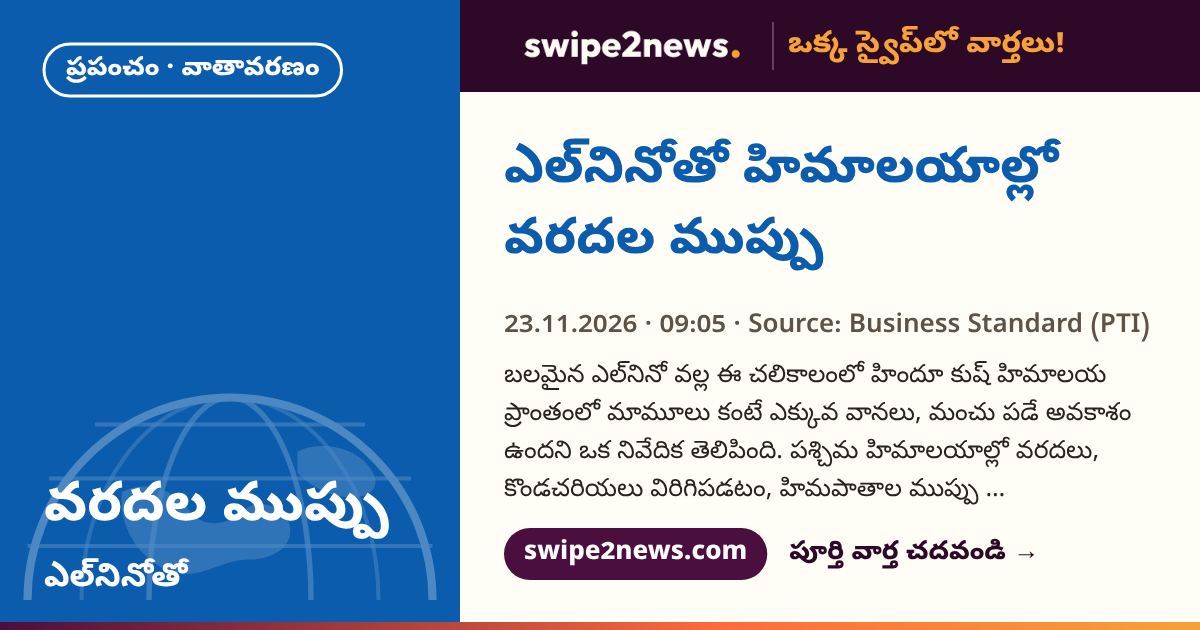 ప్రపంచం · వాతావరణం
వరదల ముప్పు
ఎల్‌నినోతో
swipe2news. ఒక్క స్వైప్‌లో వార్తలు!
ఎల్‌నినోతో హిమాలయాల్లో
వరదల ముప్పు
23.11.2026 · 09:05 · Source: Business Standard (PTI)
బలమైన ఎల్‌నినో వల్ల ఈ చలికాలంలో హిందూ కుష్ హిమాలయ
ప్రాంతంలో మామూలు కంటే ఎక్కువ వానలు, మంచు పడే అవకాశం
ఉందని ఒక నివేదిక తెలిపింది. పశ్చిమ హిమాలయాల్లో వరదలు,
కొండచరియలు విరిగిపడటం, హిమపాతాల ముప్పు ...
swipe2news.com పూర్తి వార్త చదవండి →